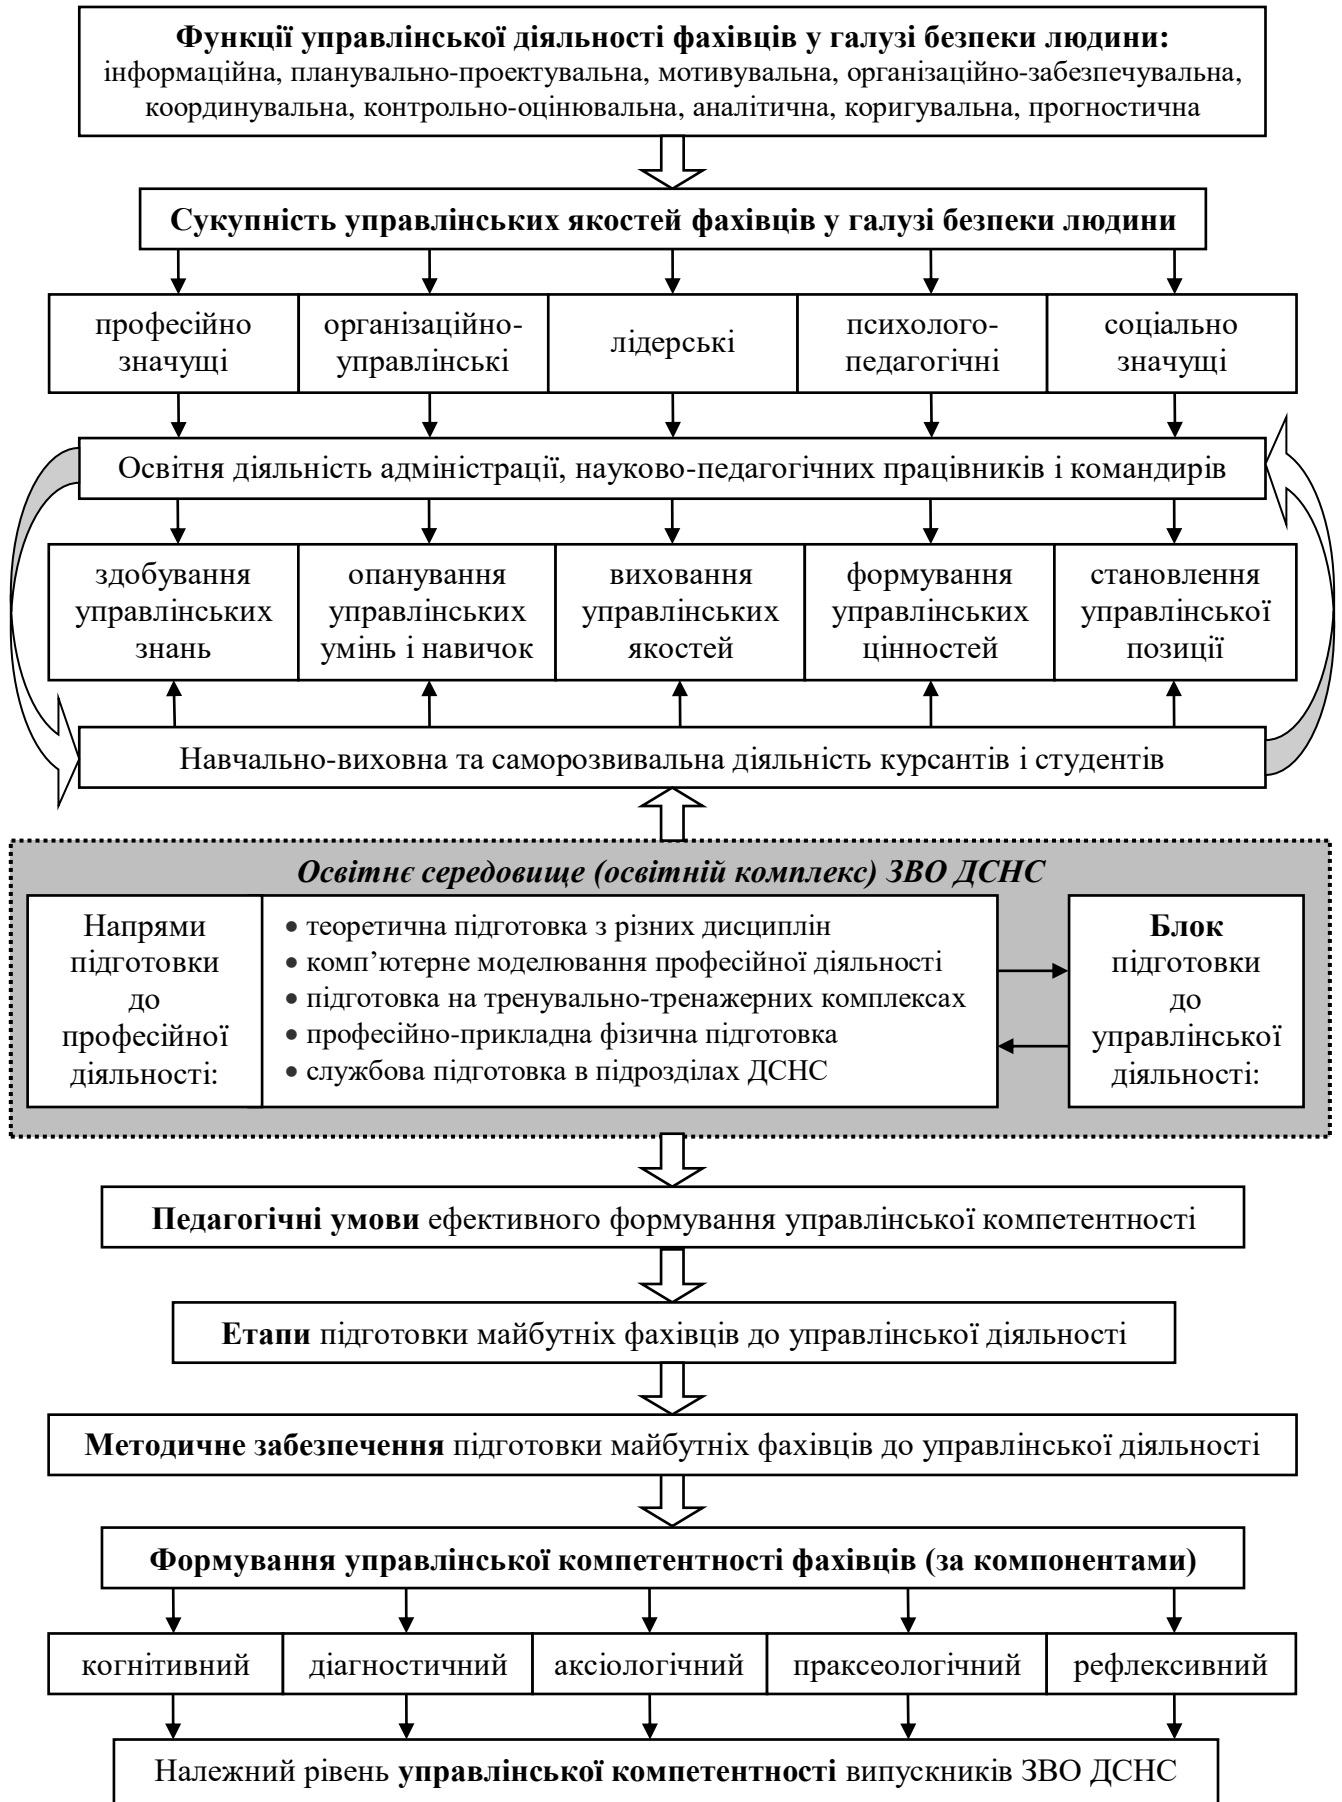 Функції управлінської діяльності фахівців у галузі безпеки людини:
інформаційна, планувально-проектувальна, мотивувальна, організаційно-забезпечувальна,
координувальна, контрольно-оцінювальна, аналітична, коригувальна, прогностична
Сукупність управлінських якостей фахівців у галузі безпеки людини
професійно
значущі
організаційно-
управлінські
лідерські
психолого-
педагогічні
соціально
значущі
Освітня діяльність адміністрації, науково-педагогічних працівників і командирів
здобування
управлінських
знань
опанування
управлінських
умінь і навичок
виховання
управлінських
якостей
формування
управлінських
цінностей
становлення
управлінської
позиції
Навчально-виховна та саморозвивальна діяльність курсантів і студентів
Освітнє середовище (освітній комплекс) ЗВО ДСНС
Напрями
підготовки
до
професійної
діяльності:
• теоретична підготовка з різних дисциплін
• комп’ютерне моделювання професійної діяльності
• підготовка на тренувально-тренажерних комплексах
• професійно-прикладна фізична підготовка
• службова підготовка в підрозділах ДСНС
Блок
підготовки
до
управлінської
діяльності:
Педагогічні умови ефективного формування управлінської компетентності
Етапи підготовки майбутніх фахівців до управлінської діяльності
Методичне забезпечення підготовки майбутніх фахівців до управлінської діяльності
Формування управлінської компетентності фахівців (за компонентами)
когнітивний
діагностичний
аксіологічний
праксеологічний
рефлексивний
Належний рівень управлінської компетентності випускників ЗВО ДСНС